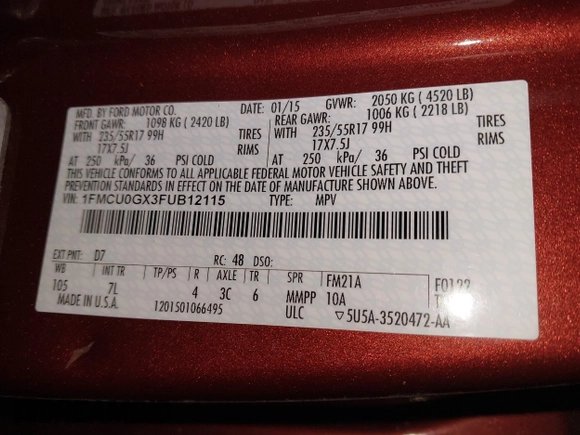 MFD. BY FORD MOTOR CO. DATE: 01/15 GVWR: 2050 KG ( 4520 LB)
FRONT GAWR: 1098 KG ( 2420 LB) REAR GAWR: 1006 KG ( 2218 LB)
WITH 235/55R17 99H TIRES WITH 235/55R17 99H TIRES
17X7.5J RIMS 17X7.5J RIMS
AT 250 kPa/ 36 PSI COLD AT 250 kPa/ 36 PSI COLD
THIS VEHICLE CONFORMS TO ALL APPLICABLE FEDERAL MOTOR VEHICLE SAFETY AND THEFT
PREVENTION STANDARDS IN EFFECT ON THE DATE OF MANUFACTURE SHOWN ABOVE.
VIN: 1FMCU0GX3FUB12115 TYPE: MPV
EXT PNT: D7 RC: 48 DSO:
WB INT TR TP/PS R AXLE TR SPR FM21A F0122
105 7L 4 3C 6 MMPP 10A
MADE IN U.S.A. 1201501066495 ULC ▽5U5A-3520472-AA